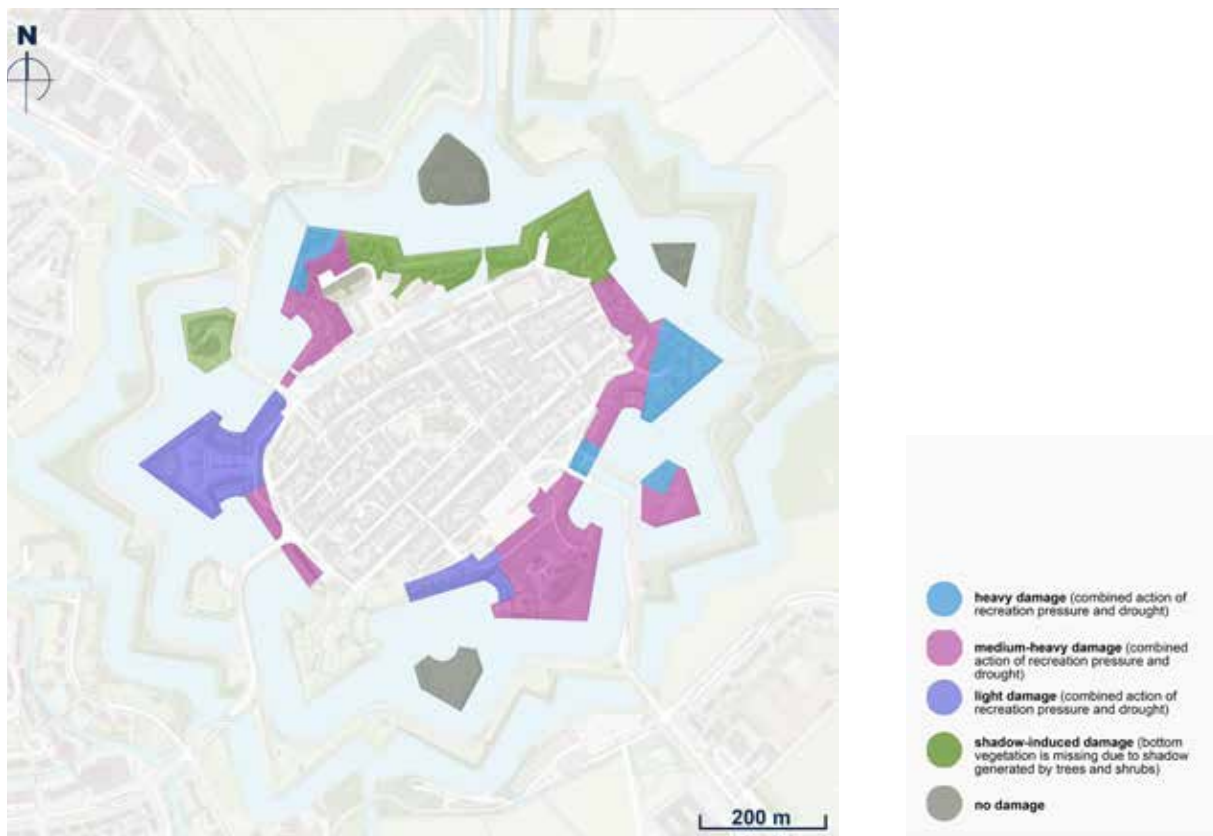 N
200 m
heavy damage (combined action of
recreation pressure and drought)
medium-heavy damage (combined
action of recreation pressure and
drought)
light damage (combined action of
recreation pressure and drought)
shadow-induced damage (bottom
vegetation is missing due to shadow
generated by trees and shrubs)
no damage